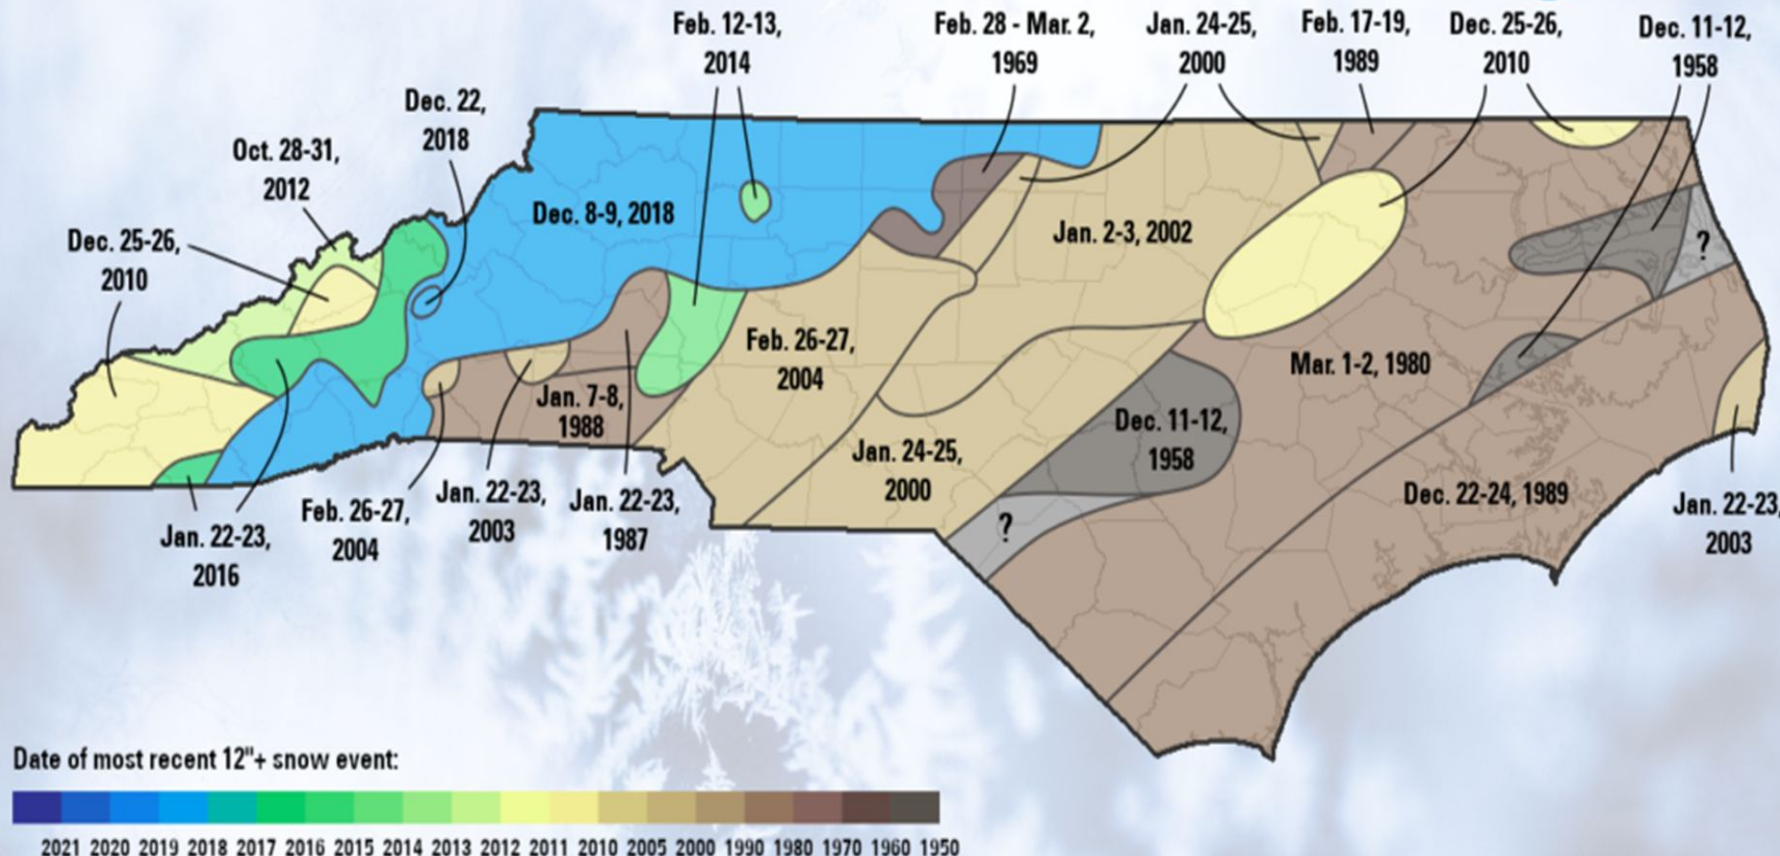 Feb. 12-13,
2014
Feb. 28 - Mar. 2,
1969
Jan. 24-25,
2000
Feb. 17-19,
1989
Dec. 25-26,
2010
Dec. 11-12,
1958
Dec. 22,
2018
Oct. 28-31,
2012
Dec. 25-26,
2010
Dec. 8-9, 2018
Jan. 2-3, 2002
?
Feb. 26-27,
2004
Mar. 1-2, 1980
Jan. 7-8,
1988
Dec. 11-12,
1958
Jan. 24-25,
2000
Dec. 22-24, 1989
?
Jan. 22-23,
2016
Feb. 26-27,
2004
Jan. 22-23,
2003
Jan. 22-23,
1987
Jan. 22-23,
2003
Date of most recent 12"+ snow event:
2021 2020 2019 2018 2017 2016 2015 2014 2013 2012 2011 2010 2005 2000 1990 1980 1970 1960 1950